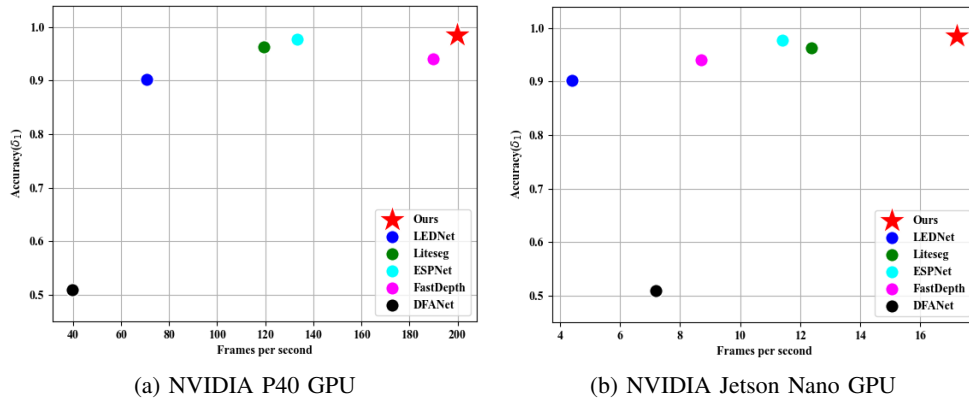 1.0
0.9
0.8
0.7
0.6
0.5
Accuracy(δ1)
40 60 80 100 120 140 160 180 200
Frames per second
Ours
LEDNet
Liteseg
ESPNet
FastDepth
DFANet
(a) NVIDIA P40 GPU
1.0
0.9
0.8
0.7
0.6
0.5
Accuracy(δ1)
4 6 8 10 12 14 16
Frames per second
Ours
LEDNet
Liteseg
ESPNet
FastDepth
DFANet
(b) NVIDIA Jetson Nano GPU